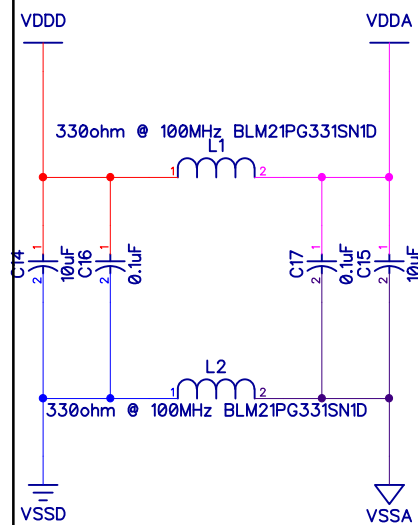 VDDD
VDDA
330ohm @ 100MHz BLM21PG331SN1D
L1
1
2
1
C14
10uF
2
1
C16
0.1uF
2
1
C17
0.1uF
2
1
C15
10uF
2
L2
1
2
330ohm @ 100MHz BLM21PG331SN1D
VSSD
VSSA